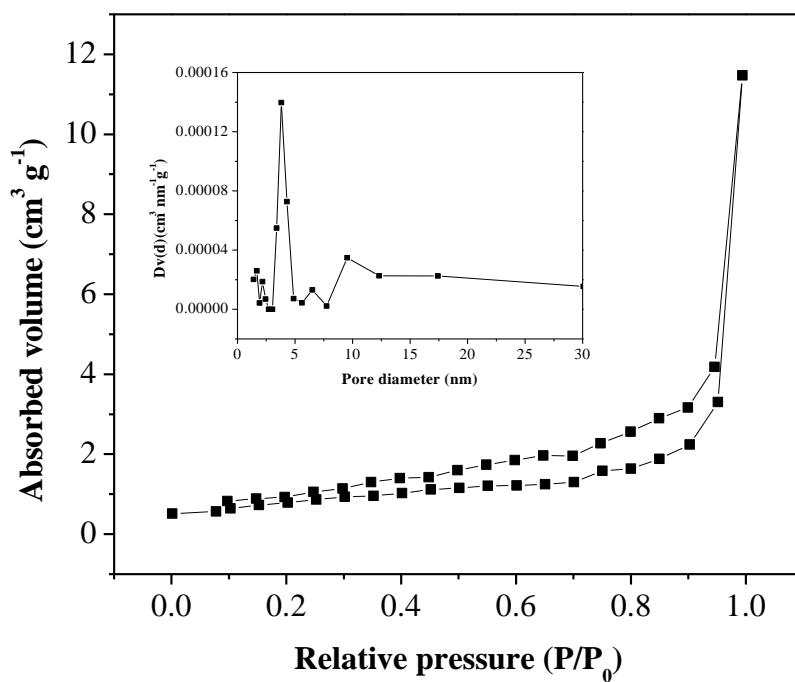 12
10
8
6
4
2
0
Absorbed volume (cm³ g⁻¹)
0.0 0.2 0.4 0.6 0.8 1.0
Relative pressure (P/P₀)
0.00016
0.00012
0.00008
0.00004
0.00000
Dv(d)(cm³ nm⁻¹g⁻¹)
0 5 10 15 20 25 30
Pore diameter (nm)